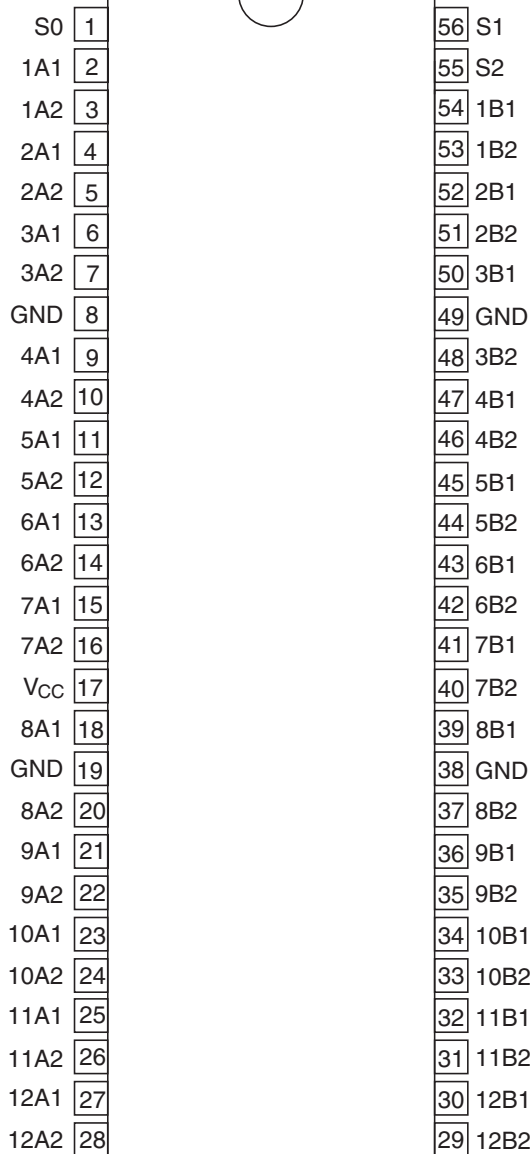 S0 1 56 S1
1A1 2 55 S2
1A2 3 54 1B1
2A1 4 53 1B2
2A2 5 52 2B1
3A1 6 51 2B2
3A2 7 50 3B1
GND 8 49 GND
4A1 9 48 3B2
4A2 10 47 4B1
5A1 11 46 4B2
5A2 12 45 5B1
6A1 13 44 5B2
6A2 14 43 6B1
7A1 15 42 6B2
7A2 16 41 7B1
VCC 17 40 7B2
8A1 18 39 8B1
GND 19 38 GND
8A2 20 37 8B2
9A1 21 36 9B1
9A2 22 35 9B2
10A1 23 34 10B1
10A2 24 33 10B2
11A1 25 32 11B1
11A2 26 31 11B2
12A1 27 30 12B1
12A2 28 29 12B2